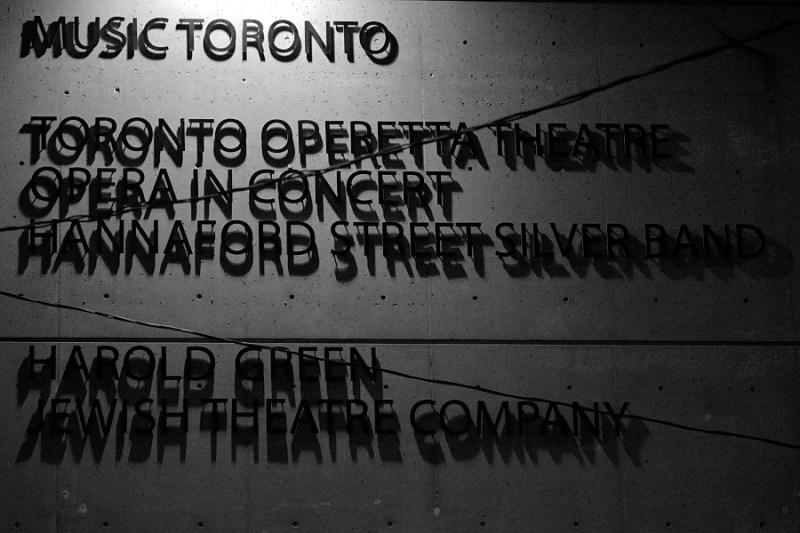 MUSIC TORONTO
TORONTO OPERETTA THEATRE
OPERA IN CONCERT
HANNAFORD STREET SILVER BAND
HAROLD GREEN
JEWISH THEATRE COMPANY